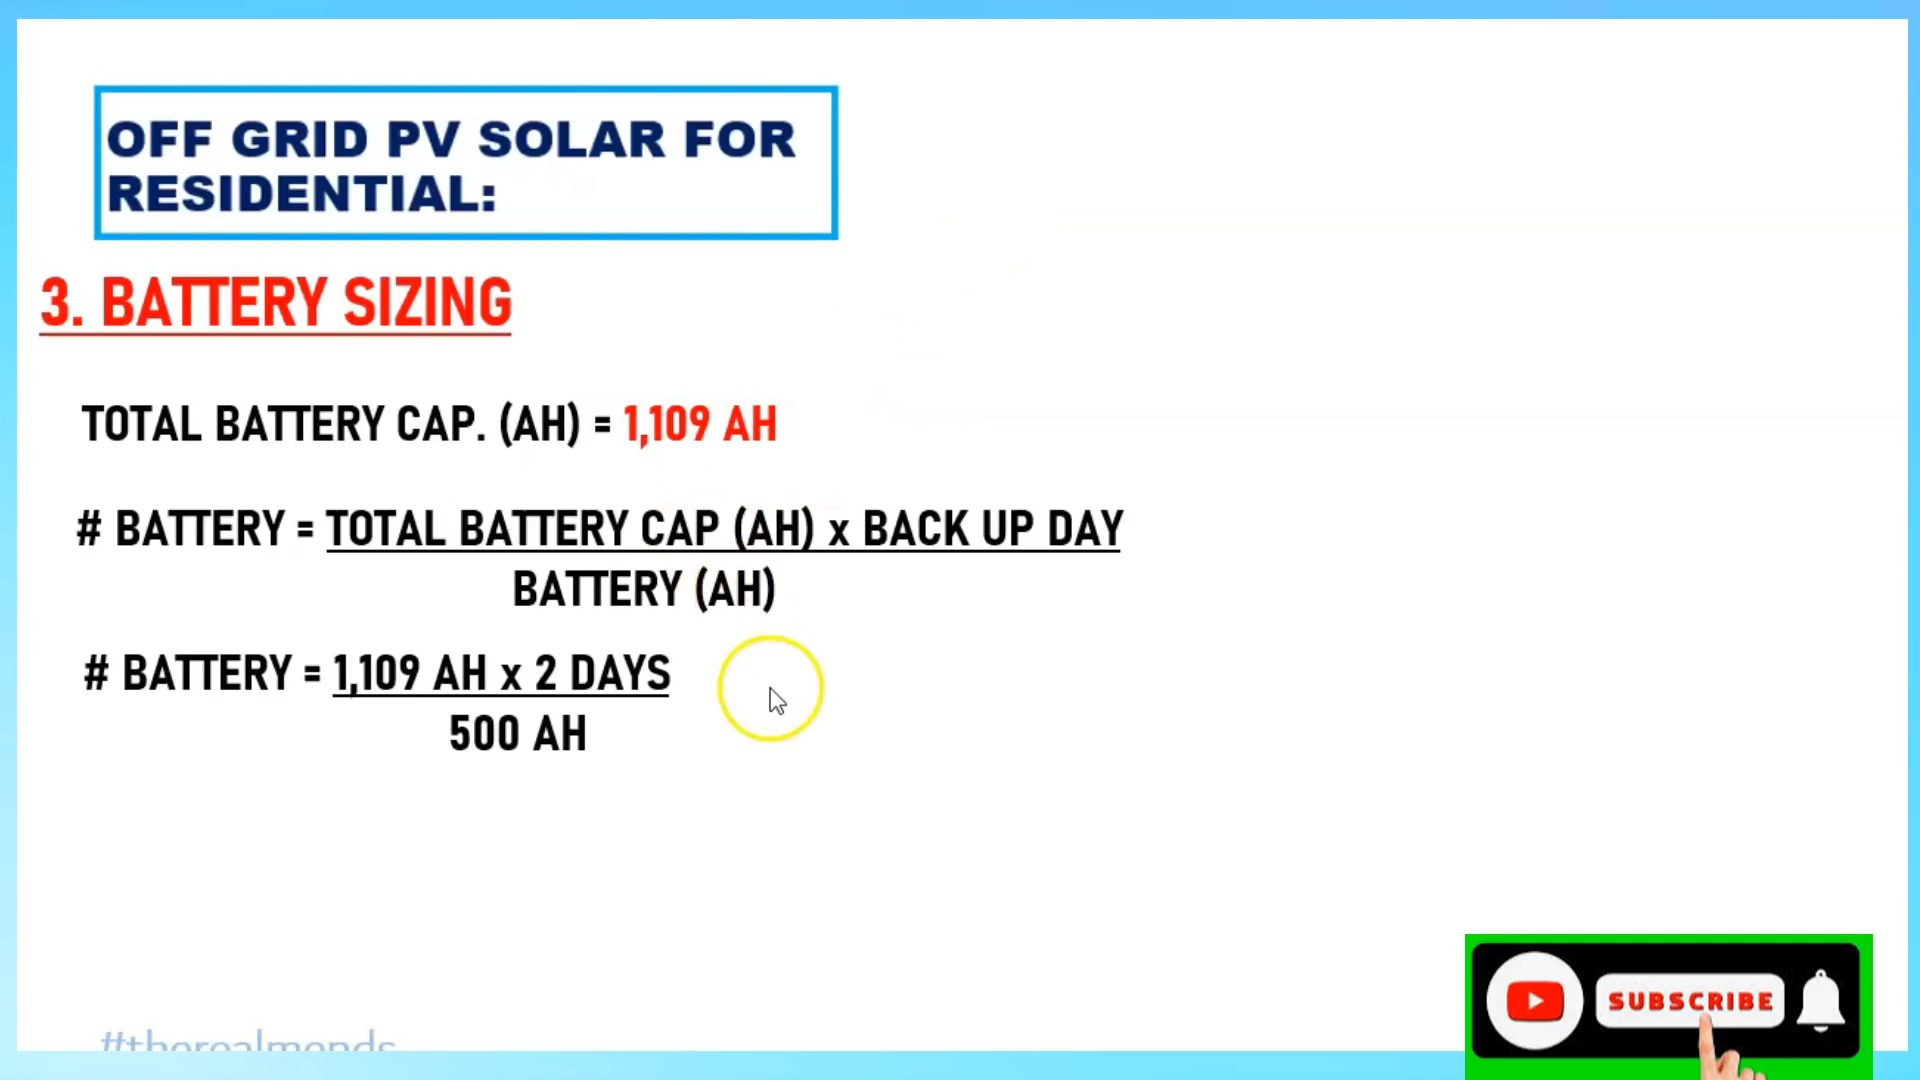 OFF GRID PV SOLAR FOR
RESIDENTIAL:
3. BATTERY SIZING
TOTAL BATTERY CAP. (AH) = 1,109 AH
# BATTERY = TOTAL BATTERY CAP (AH) x BACK UP DAY
BATTERY (AH)
# BATTERY = 1,109 AH x 2 DAYS
500 AH
SUBSCRIBE
#therealmends